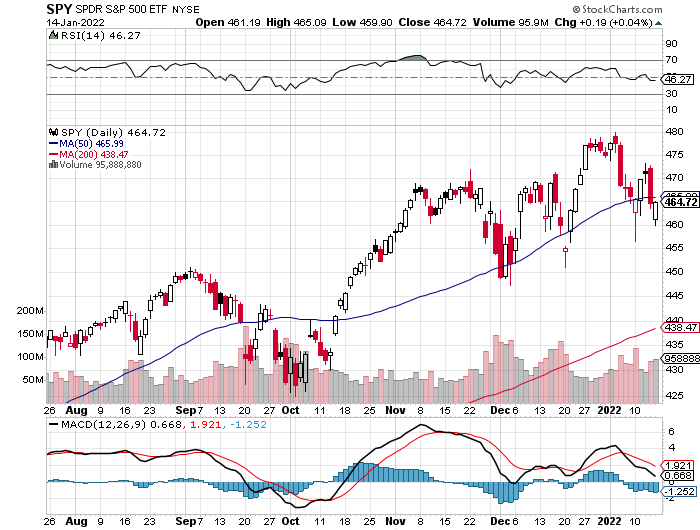 SPY SPDR S&P 500 ETF NYSE © StockCharts.com
14-Jan-2022 Open 461.19 High 465.09 Low 459.90 Close 464.72 Volume 95.9M Chg +0.19 (+0.04%)
RSI(14) 46.27
90
70
50
46.27
30
10
SPY (Daily) 464.72
MA(50) 465.99
MA(200) 438.47
Volume 95,888,880
480
475
470
465.99
464.72
460
455
450
445
440
438.47
435
430
425
200M
150M
100M
50M
26 Aug 9 16 23 Sep 7 13 20 27 Oct 11 18 25 Nov 8 15 22 Dec 6 13 20 27 2022 10
MACD(12,26,9) 0.668, 1.921, -1.252
6
4
1.921
0.668
0
-1.252
-2
26 Aug 9 16 23 Sep 7 13 20 27 Oct 11 18 25 Nov 8 15 22 Dec 6 13 20 27 2022 10